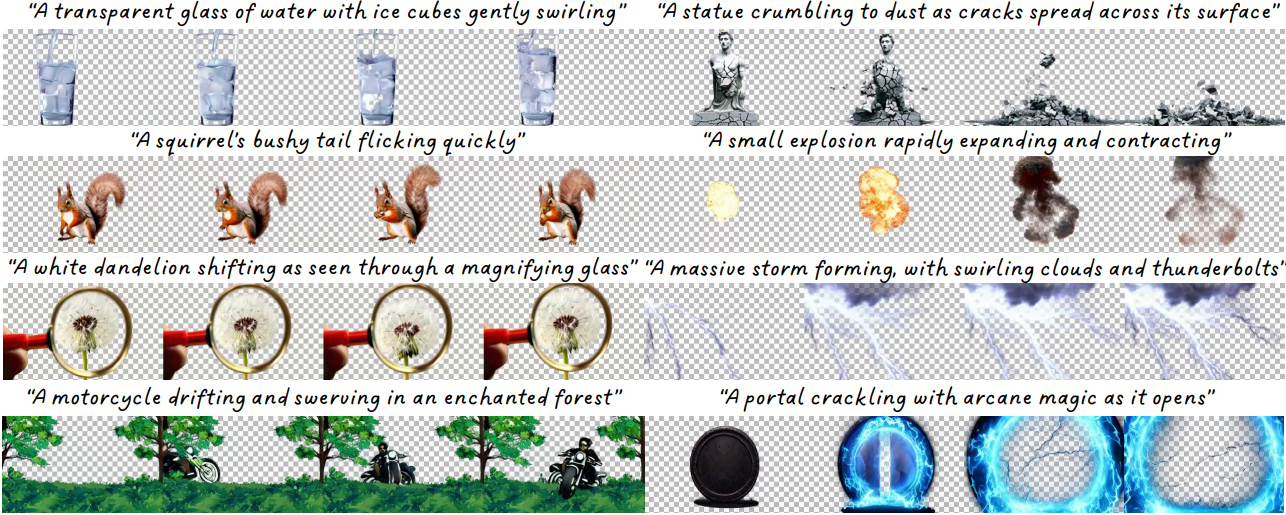 “A transparent glass of water with ice cubes gently swirling”
“A statue crumbling to dust as cracks spread across its surface”
“A squirrel's bushy tail flicking quickly”
“A small explosion rapidly expanding and contracting”
“A white dandelion shifting as seen through a magnifying glass”
“A massive storm forming, with swirling clouds and thunderbolts”
“A motorcycle drifting and swerving in an enchanted forest”
“A portal crackling with arcane magic as it opens”